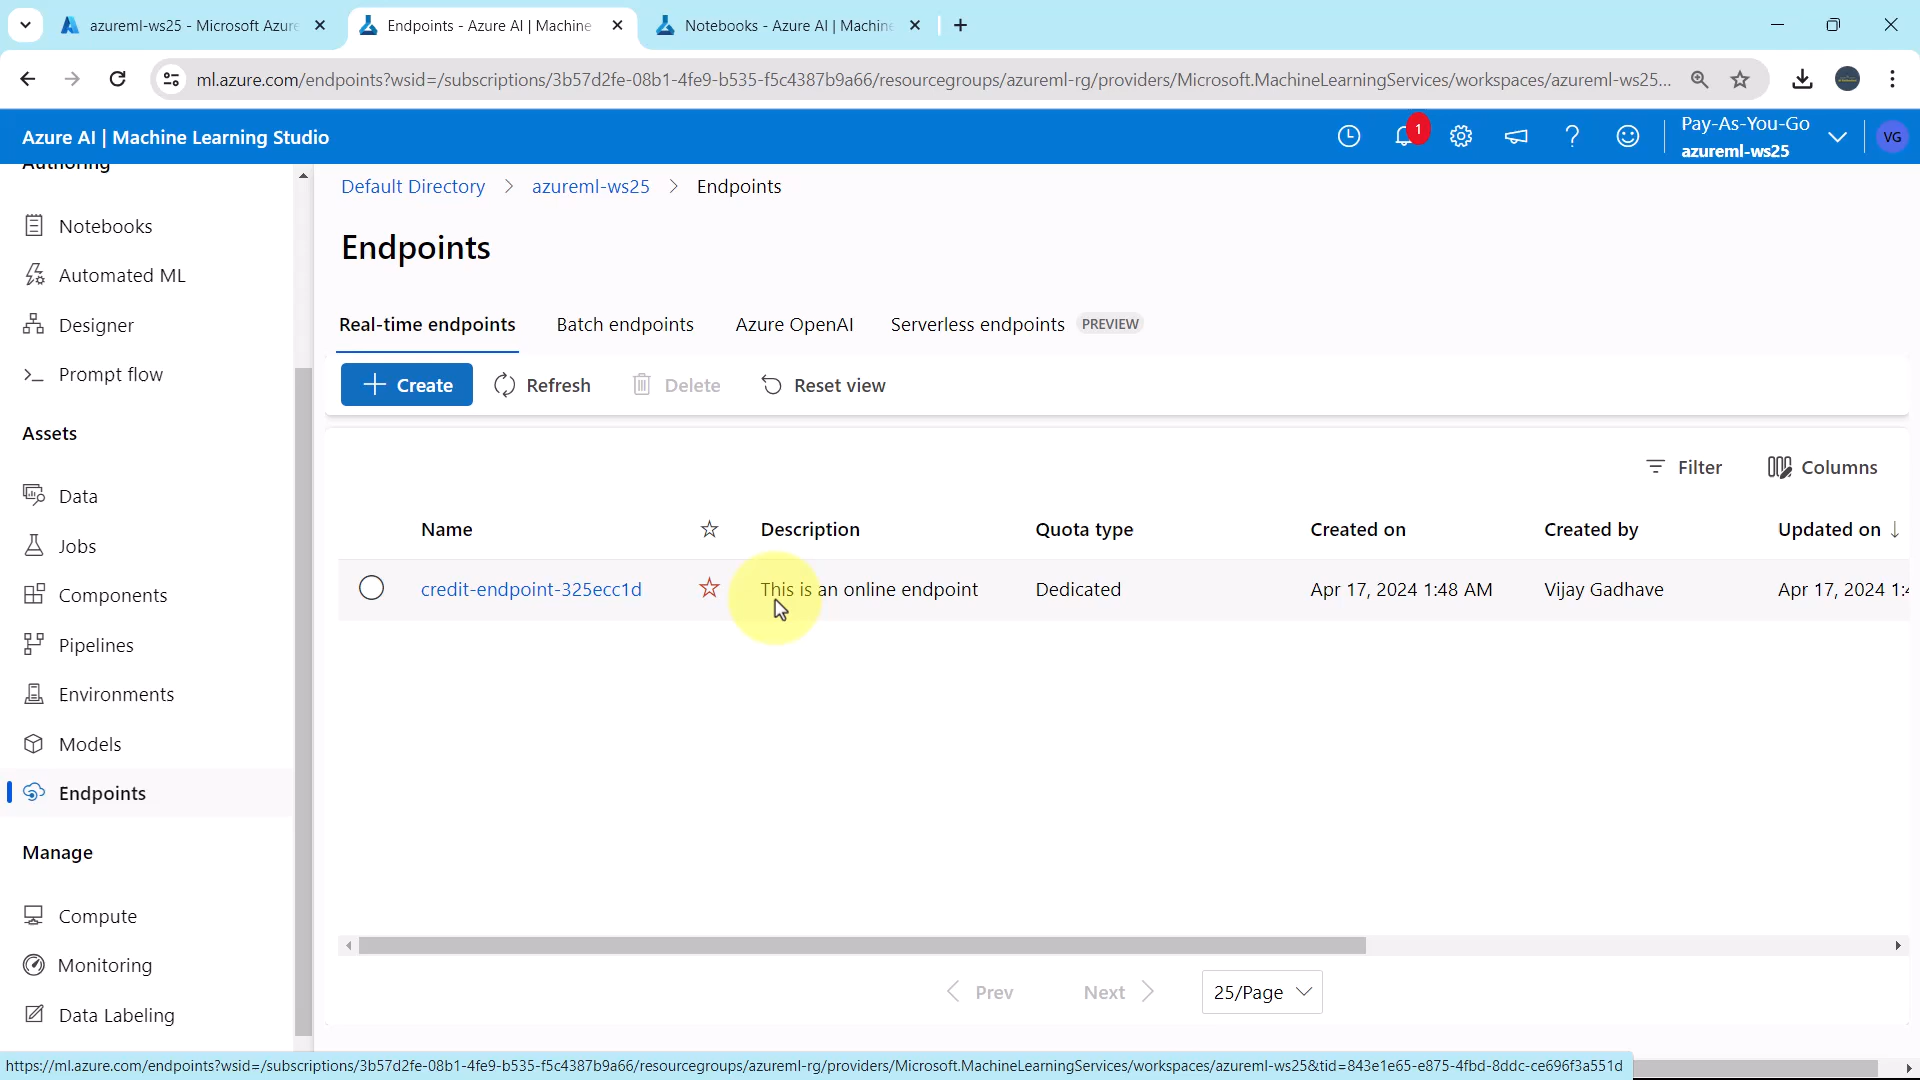 azureml-ws25 - Microsoft Azure
Endpoints - Azure AI | Machine
Notebooks - Azure AI | Machine
ml.azure.com/endpoints?wsid=/subscriptions/3b57d2fe-08b1-4fe9-b535-f5c4387b9a66/resourcegroups/azureml-rg/providers/Microsoft.MachineLearningServices/workspaces/azureml-ws25...
Azure AI | Machine Learning Studio
1
Pay-As-You-Go
azureml-ws25
VG
Authoring
Notebooks
Automated ML
Designer
Prompt flow
Assets
Data
Jobs
Components
Pipelines
Environments
Models
Endpoints
Manage
Compute
Monitoring
Data Labeling
Default Directory > azureml-ws25 > Endpoints
Endpoints
Real-time endpoints Batch endpoints Azure OpenAI Serverless endpoints PREVIEW
Create Refresh Delete Reset view
Filter Columns
Name Description Quota type Created on Created by Updated on
credit-endpoint-325ecc1d This is an online endpoint Dedicated Apr 17, 2024 1:48 AM Vijay Gadhave Apr 17, 2024 1:4
Prev Next 25/Page
https://ml.azure.com/endpoints?wsid=/subscriptions/3b57d2fe-08b1-4fe9-b535-f5c4387b9a66/resourcegroups/azureml-rg/providers/Microsoft.MachineLearningServices/workspaces/azureml-ws25&tid=843e1e65-e875-4fbd-8ddc-ce696f3a551d